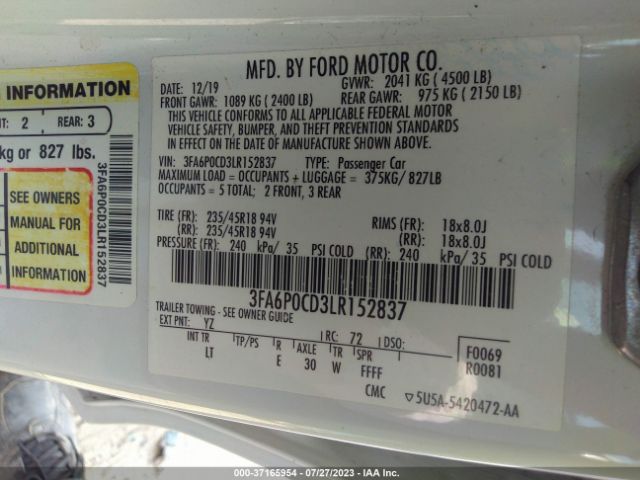 INFORMATION
2 REAR: 3
kg or 827 lbs.
SEE OWNERS
MANUAL FOR
ADDITIONAL
INFORMATION
3FA6P0CD3LR152837
MFD. BY FORD MOTOR CO.
DATE: 12/19 GVWR: 2041 KG ( 4500 LB)
FRONT GAWR: 1089 KG ( 2400 LB) REAR GAWR: 975 KG ( 2150 LB)
THIS VEHICLE CONFORMS TO ALL APPLICABLE FEDERAL MOTOR
VEHICLE SAFETY, BUMPER, AND THEFT PREVENTION STANDARDS
IN EFFECT ON THE DATE OF MANUFACTURE SHOWN ABOVE.
VIN: 3FA6P0CD3LR152837 TYPE: Passenger Car
MAXIMUM LOAD = OCCUPANTS + LUGGAGE = 375KG/ 827LB
OCCUPANTS = 5 TOTAL; 2 FRONT, 3 REAR
TIRE (FR): 235/45R18 94V RIMS (FR): 18x8.0J
(RR): 235/45R18 94V (RR): 18x8.0J
PRESSURE (FR): 240 kPa/ 35 PSI COLD (RR): 240 kPa/ 35 PSI COLD
3FA6P0CD3LR152837
TRAILER TOWING - SEE OWNER GUIDE
EXT PNT: YZ RC: 72 DSO:
INT TR TP/PS R AXLE TR SPR
LT E 30 W FFFF
F0069
R0081
CMC ▽5U5A-5420472-AA
000-37165954 / 07/27/2023 - IAA Inc.